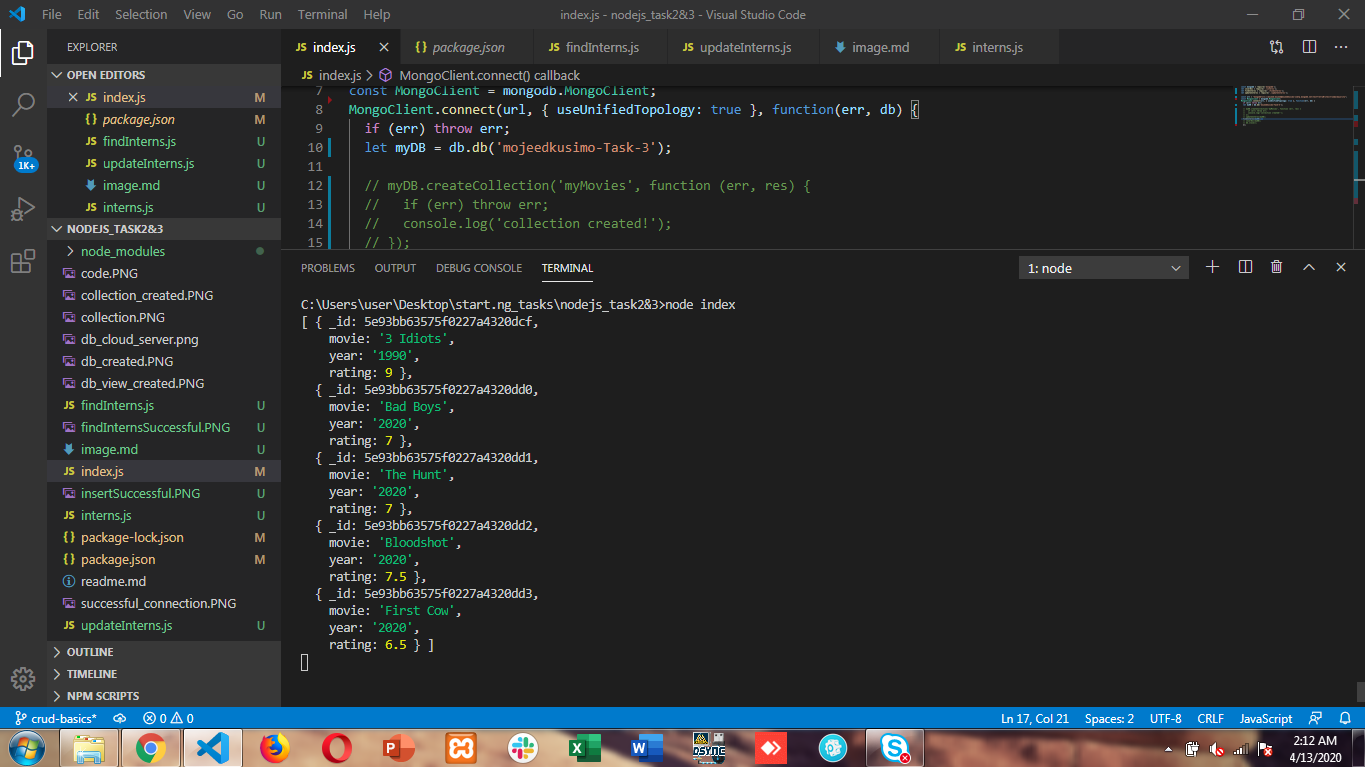 File Edit Selection View Go Run Terminal Help index.js - nodejs_task2&3 - Visual Studio Code
EXPLORER
OPEN EDITORS
JS index.js M
{} package.json
JS findInterns.js U
JS updateInterns.js U
image.md U
JS interns.js U
1K+
NODEJS_TASK2&3
node_modules
code.PNG
collection_created.PNG
collection.PNG
db_cloud_server.png
db_created.PNG
db_view_created.PNG
JS findInterns.js U
findInternsSuccessful.PNG U
image.md U
JS index.js M
insertSuccessful.PNG U
JS interns.js U
{} package-lock.json M
{} package.json M
readme.md
successful_connection.PNG
JS updateInterns.js U
OUTLINE
TIMELINE
NPM SCRIPTS
JS index.js {} package.json JS findInterns.js JS updateInterns.js image.md JS interns.js
JS index.js > MongoClient.connect() callback
7 const MongoClient = mongodb.MongoClient;
8 MongoClient.connect(url, { useUnifiedTopology: true }, function(err, db) {
9 if (err) throw err;
10 let myDB = db.db('mojeedkusimo-Task-3');
11
12 // myDB.createCollection('myMovies', function (err, res) {
13 // if (err) throw err;
14 // console.log('collection created!');
15 // });
PROBLEMS OUTPUT DEBUG CONSOLE TERMINAL 1: node
C:\Users\user\Desktop\start.ng_tasks\nodejs_task2&3>node index
[ { _id: 5e93bb63575f0227a4320dcf,
movie: '3 Idiots',
year: '1990',
rating: 9 },
{ _id: 5e93bb63575f0227a4320dd0,
movie: 'Bad Boys',
year: '2020',
rating: 7 },
{ _id: 5e93bb63575f0227a4320dd1,
movie: 'The Hunt',
year: '2020',
rating: 7 },
{ _id: 5e93bb63575f0227a4320dd2,
movie: 'Bloodshot',
year: '2020',
rating: 7.5 },
{ _id: 5e93bb63575f0227a4320dd3,
movie: 'First Cow',
year: '2020',
rating: 6.5 } ]
crud-basics* 0 0 Ln 17, Col 21 Spaces: 2 UTF-8 CRLF JavaScript
2:12 AM
4/13/2020